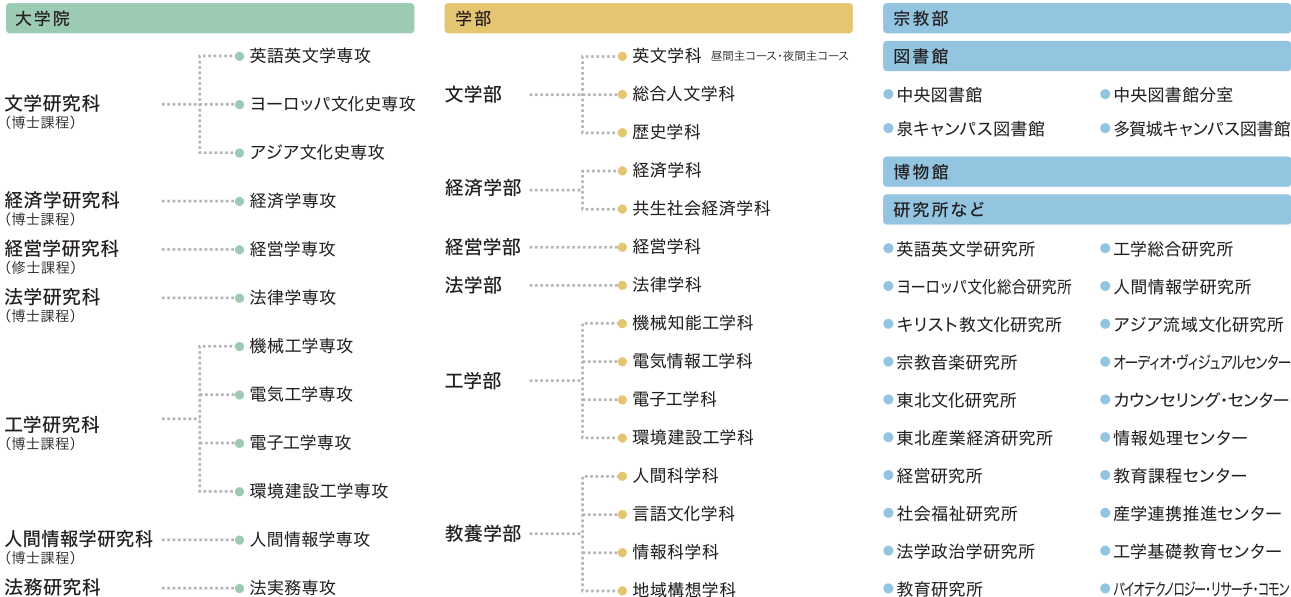 大学院
文学研究科
(博士課程)
英語英文学専攻
ヨーロッパ文化史専攻
アジア文化史専攻
経済学研究科
(博士課程)
経済学専攻
経営学研究科
(修士課程)
経営学専攻
法学研究科
(博士課程)
法律学専攻
工学研究科
(博士課程)
機械工学専攻
電気工学専攻
電子工学専攻
環境建設工学専攻
人間情報学研究科
(博士課程)
人間情報学専攻
法務研究科
法実務専攻
学部
文学部
英文学科 昼間主コース・夜間主コース
総合人文学科
歴史学科
経済学部
経済学科
共生社会経済学科
経営学部
経営学科
法学部
法律学科
工学部
機械知能工学科
電気情報工学科
電子工学科
環境建設工学科
教養学部
人間科学科
言語文化学科
情報科学科
地域構想学科
宗教部
図書館
中央図書館
中央図書館分室
泉キャンパス図書館
多賀城キャンパス図書館
博物館
研究所など
英語英文学研究所
工学総合研究所
ヨーロッパ文化総合研究所
人間情報学研究所
キリスト教文化研究所
アジア流域文化研究所
宗教音楽研究所
オーディオ・ヴィジュアルセンター
東北文化研究所
カウンセリング・センター
東北産業経済研究所
情報処理センター
経営研究所
教育課程センター
社会福祉研究所
産学連携推進センター
法学政治学研究所
工学基礎教育センター
教育研究所
バイオテクノロジー・リサーチ・コモン